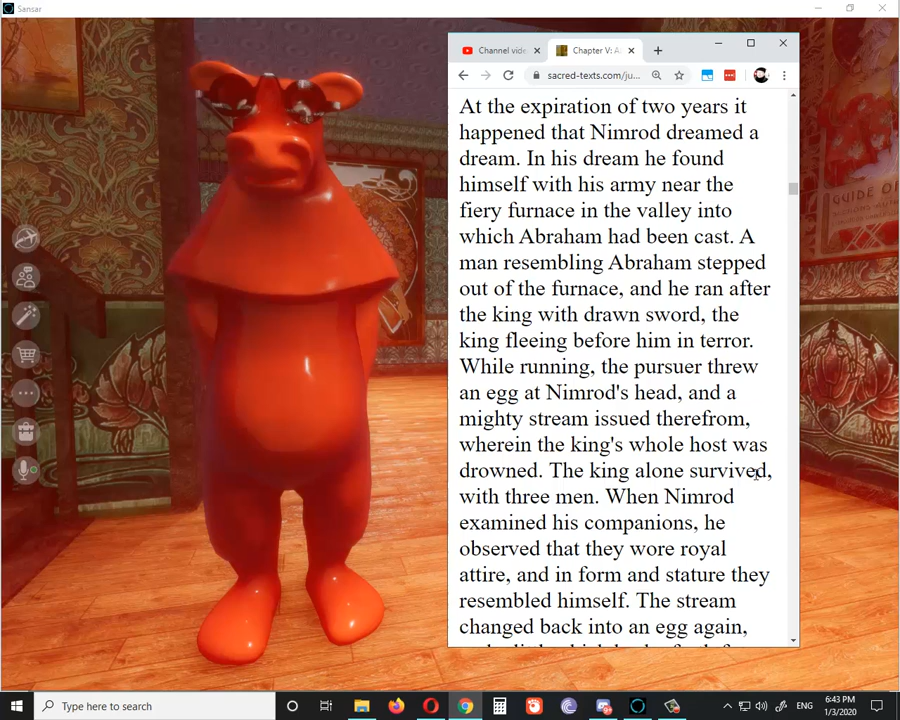 Sansar
Channel vide
Chapter V: A
sacred-texts.com/ju...
At the expiration of two years it
happened that Nimrod dreamed a
dream. In his dream he found
himself with his army near the
fiery furnace in the valley into
which Abraham had been cast. A
man resembling Abraham stepped
out of the furnace, and he ran after
the king with drawn sword, the
king fleeing before him in terror.
While running, the pursuer threw
an egg at Nimrod's head, and a
mighty stream issued therefrom,
wherein the king's whole host was
drowned. The king alone survived,
with three men. When Nimrod
examined his companions, he
observed that they wore royal
attire, and in form and stature they
resembled himself. The stream
changed back into an egg again,
GUIDE OF
Type here to search
ENG
6:43 PM
1/3/2020